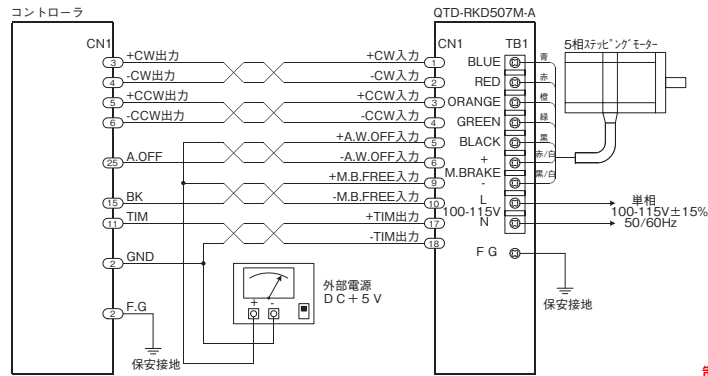 コントローラ
QTD-RKD507M-A
CN1
CN1
TB1
5相ｽﾃｯﾋﾟﾝｸﾞﾓｰﾀｰ
3 +CW出力
+CW入力 1
BLUE
青
4 -CW出力
-CW入力 2
RED
赤
5 +CCW出力
+CCW入力 3
ORANGE
橙
6 -CCW出力
-CCW入力 4
GREEN
緑
+A.W.OFF入力 5
BLACK
黒
25 A.OFF
-A.W.OFF入力 6
+
赤/白
M.BRAKE
+M.B.FREE入力 9
-
黒/白
15 BK
-M.B.FREE入力 10
L
単相
100-115V
100-115V±15%
11 TIM
+TIM出力 17
N
50/60Hz
-TIM出力 18
2 GND
F G
外部電源
DC+5V
+ -
保安接地
2 F.G
保安接地